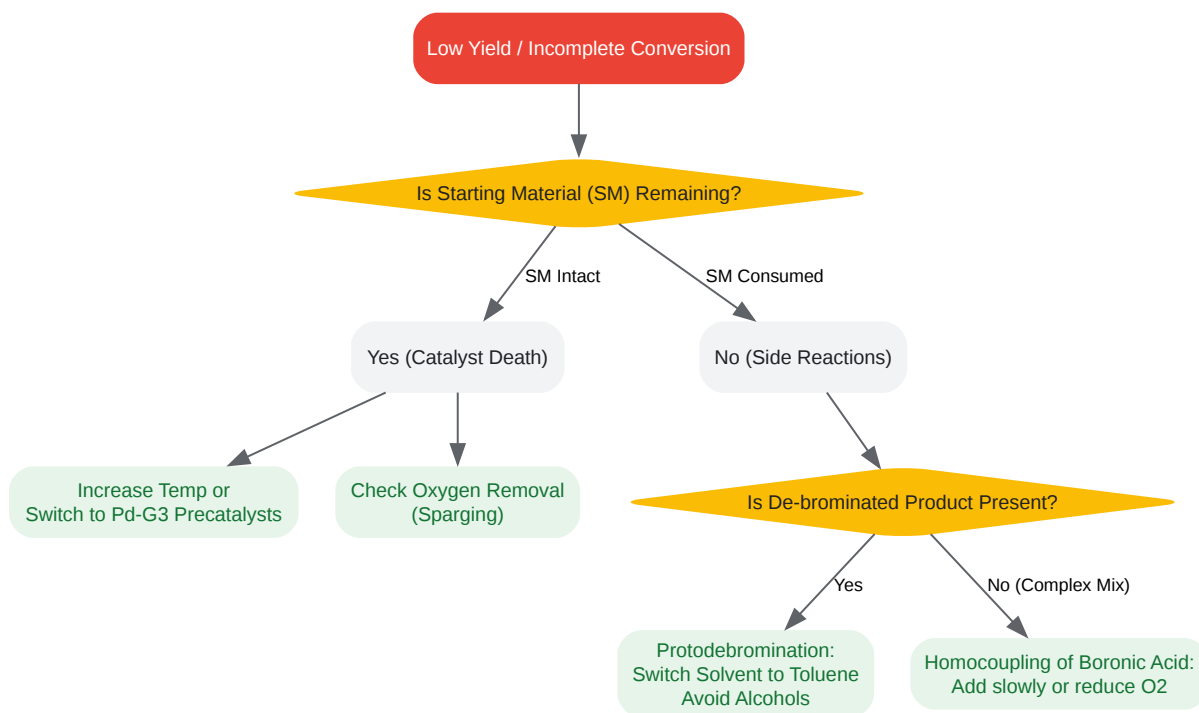 Low Yield / Incomplete Conversion
Is Starting Material (SM) Remaining?
SM Intact
SM Consumed
Yes (Catalyst Death)
No (Side Reactions)
Increase Temp or
Switch to Pd-G3 Precatalysts
Check Oxygen Removal
(Sparging)
Is De-brominated Product Present?
Yes
No (Complex Mix)
Protodebromination:
Switch Solvent to Toluene
Avoid Alcohols
Homocoupling of Boronic Acid:
Add slowly or reduce O2